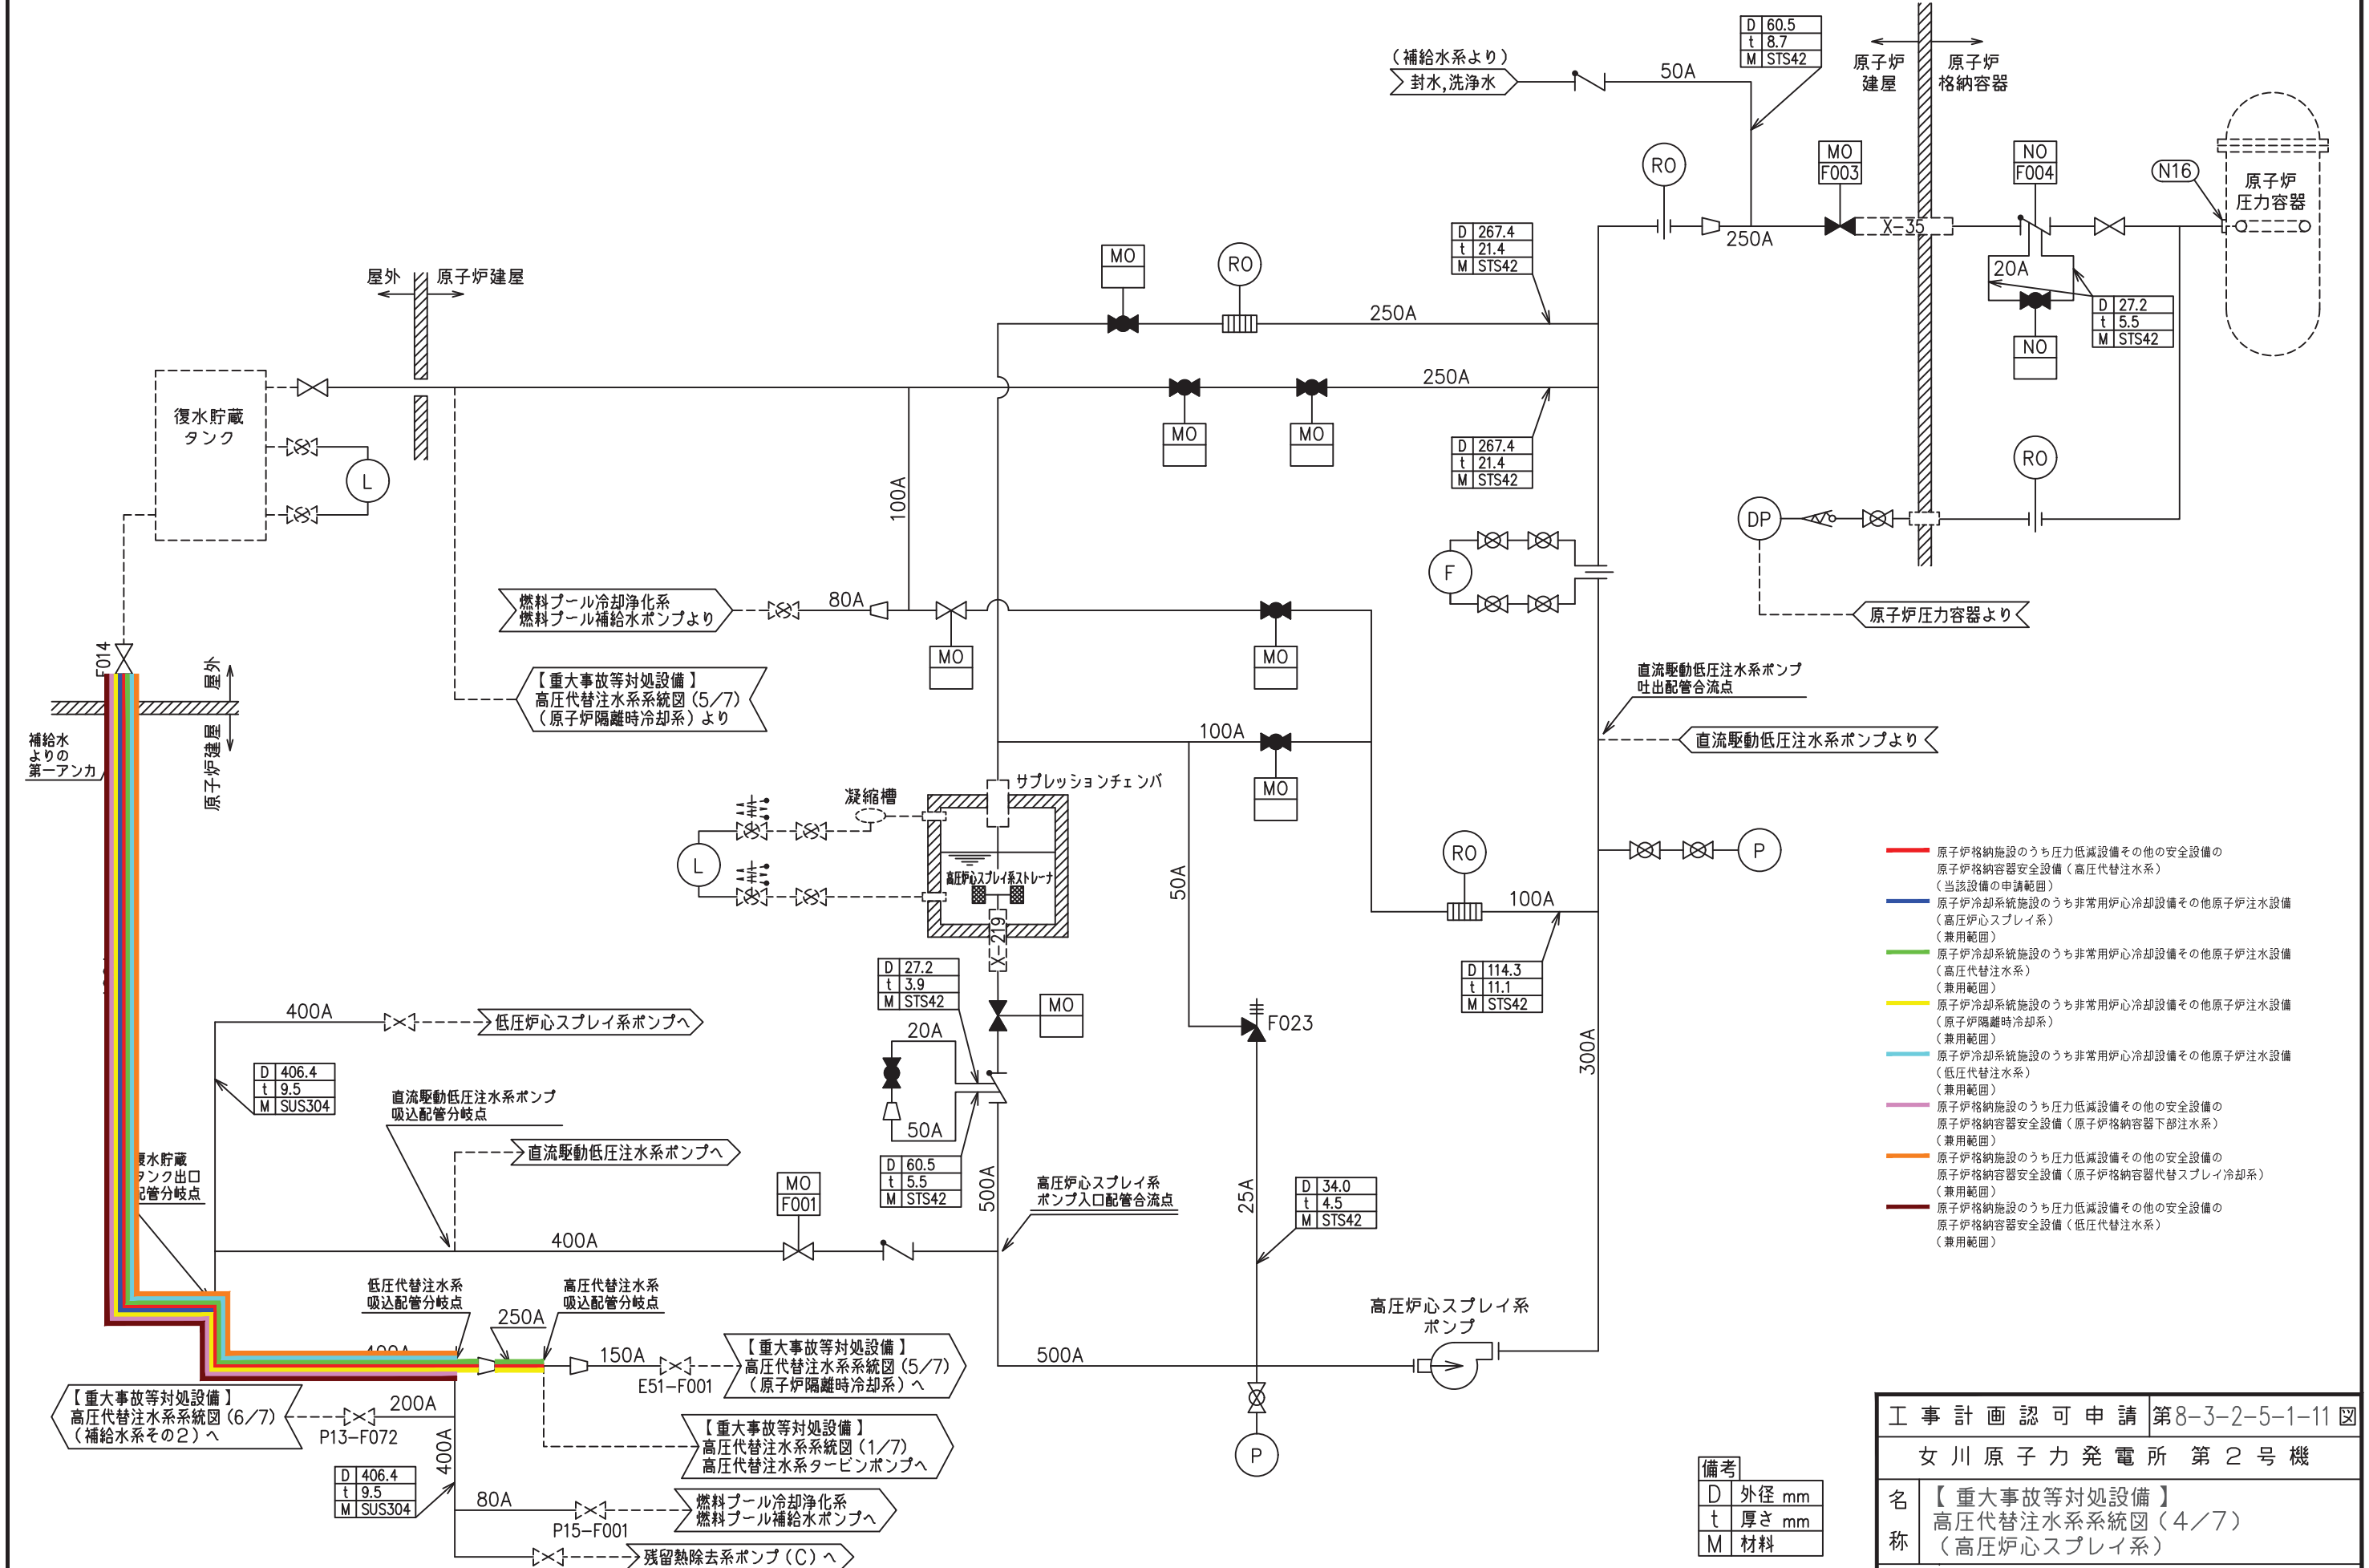 D 60.5
t 8.7
M STS42
(補給水系より)
封水,洗浄水
50A
原子炉
建屋
原子炉
格納容器
RO
MO
F003
NO
F004
N16
原子炉
圧力容器
250A
X-35
20A
NO
D 27.2
t 5.5
M STS42
D 267.4
t 21.4
M STS42
MO
RO
250A
屋外
原子炉建屋
復水貯蔵
タンク
L
250A
MO
MO
D 267.4
t 21.4
M STS42
100A
RO
DP
F
原子炉圧力容器より
燃料プール冷却浄化系
燃料プール補給水ポンプより
80A
MO
MO
F014
屋外
原子炉建屋
補給水
よりの
第一アンカ
【重大事故等対処設備】
高圧代替注水系系統図(5/7)
(原子炉隔離時冷却系)より
直流駆動低圧注水系ポンプ
吐出配管合流点
直流駆動低圧注水系ポンプより
100A
MO
サプレッションチェンバ
凝縮槽
L
高圧炉心スプレイ系ストレーナ
X-219
50A
RO
P
100A
D 114.3
t 11.1
M STS42
F023
300A
D 27.2
t 3.9
M STS42
MO
20A
50A
D 60.5
t 5.5
M STS42
500A
400A
低圧炉心スプレイ系ポンプへ
D 406.4
t 9.5
M SUS304
直流駆動低圧注水系ポンプ
吸込配管分岐点
直流駆動低圧注水系ポンプへ
MO
F001
高圧炉心スプレイ系
ポンプ入口配管合流点
25A
D 34.0
t 4.5
M STS42
復水貯蔵
タンク出口
配管分岐点
400A
低圧代替注水系
吸込配管分岐点
高圧代替注水系
吸込配管分岐点
250A
400A
150A
E51-F001
【重大事故等対処設備】
高圧代替注水系系統図(5/7)
(原子炉隔離時冷却系)へ
500A
高圧炉心スプレイ系
ポンプ
【重大事故等対処設備】
高圧代替注水系系統図(6/7)
(補給水系その2)へ
200A
P13-F072
400A
【重大事故等対処設備】
高圧代替注水系系統図(1/7)
高圧代替注水系タービンポンプへ
P
D 406.4
t 9.5
M SUS304
80A
P15-F001
燃料プール冷却浄化系
燃料プール補給水ポンプへ
残留熱除去系ポンプ(C)へ
原子炉格納施設のうち圧力低減設備その他の安全設備の
原子炉格納容器安全設備(高圧代替注水系)
(当該設備の申請範囲)
原子炉冷却系統施設のうち非常用炉心冷却設備その他原子炉注水設備
(高圧炉心スプレイ系)
(兼用範囲)
原子炉冷却系統施設のうち非常用炉心冷却設備その他原子炉注水設備
(高圧代替注水系)
(兼用範囲)
原子炉冷却系統施設のうち非常用炉心冷却設備その他原子炉注水設備
(原子炉隔離時冷却系)
(兼用範囲)
原子炉冷却系統施設のうち非常用炉心冷却設備その他原子炉注水設備
(低圧代替注水系)
(兼用範囲)
原子炉格納施設のうち圧力低減設備その他の安全設備の
原子炉格納容器安全設備(原子炉格納容器下部注水系)
(兼用範囲)
原子炉格納施設のうち圧力低減設備その他の安全設備の
原子炉格納容器安全設備(原子炉格納容器代替スプレイ冷却系)
(兼用範囲)
原子炉格納施設のうち圧力低減設備その他の安全設備の
原子炉格納容器安全設備(低圧代替注水系)
(兼用範囲)
備考
D 外径 mm
t 厚さ mm
M 材料
工事計画認可申請 第8-3-2-5-1-11図
女川原子力発電所 第2号機
名称
【重大事故等対処設備】
高圧代替注水系系統図(4/7)
(高圧炉心スプレイ系)